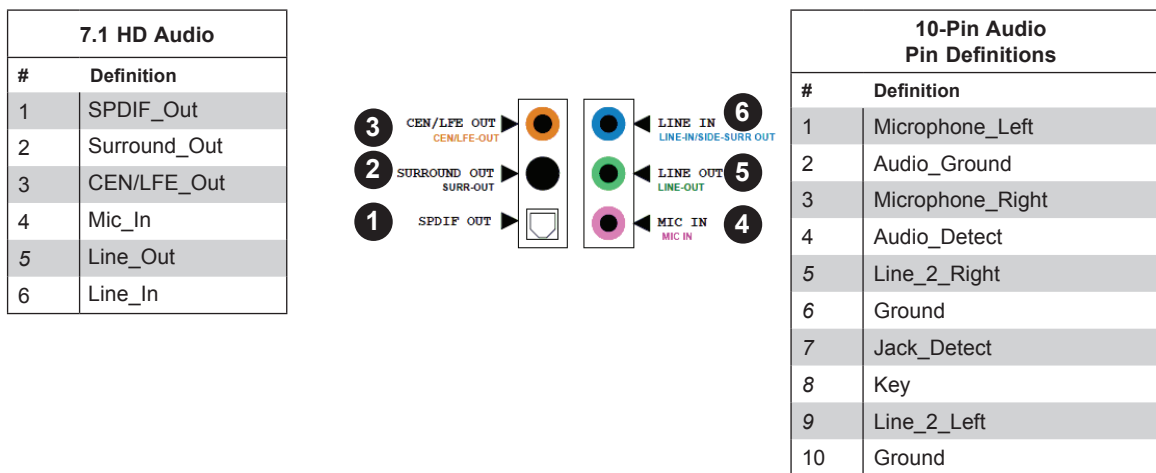 7.1 HD Audio
# Definition
1 SPDIF_Out
2 Surround_Out
3 CEN/LFE_Out
4 Mic_In
5 Line_Out
6 Line_In
3 CEN/LFE OUT
CEN/LFE-OUT
2 SURROUND OUT
SURR-OUT
1 SPDIF OUT
LINE IN 6
LINE-IN/SIDE-SURR OUT
LINE OUT 5
LINE-OUT
MIC IN 4
MIC IN
10-Pin Audio
Pin Definitions
# Definition
1 Microphone_Left
2 Audio_Ground
3 Microphone_Right
4 Audio_Detect
5 Line_2_Right
6 Ground
7 Jack_Detect
8 Key
9 Line_2_Left
10 Ground